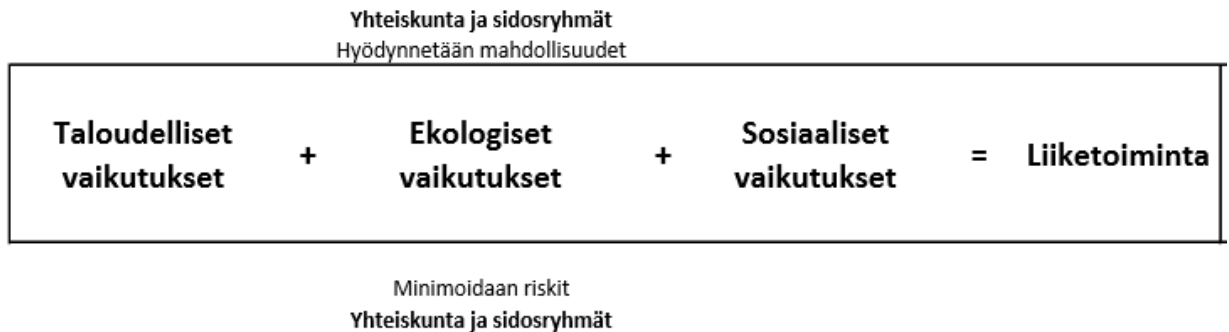 Yhteiskunta ja sidosryhmät
Hyödynnetään mahdollisuudet
Taloudelliset
vaikutukset
+
Ekologiset
vaikutukset
+
Sosiaaliset
vaikutukset
=
Liiketoiminta
Minimoidaan riskit
Yhteiskunta ja sidosryhmät